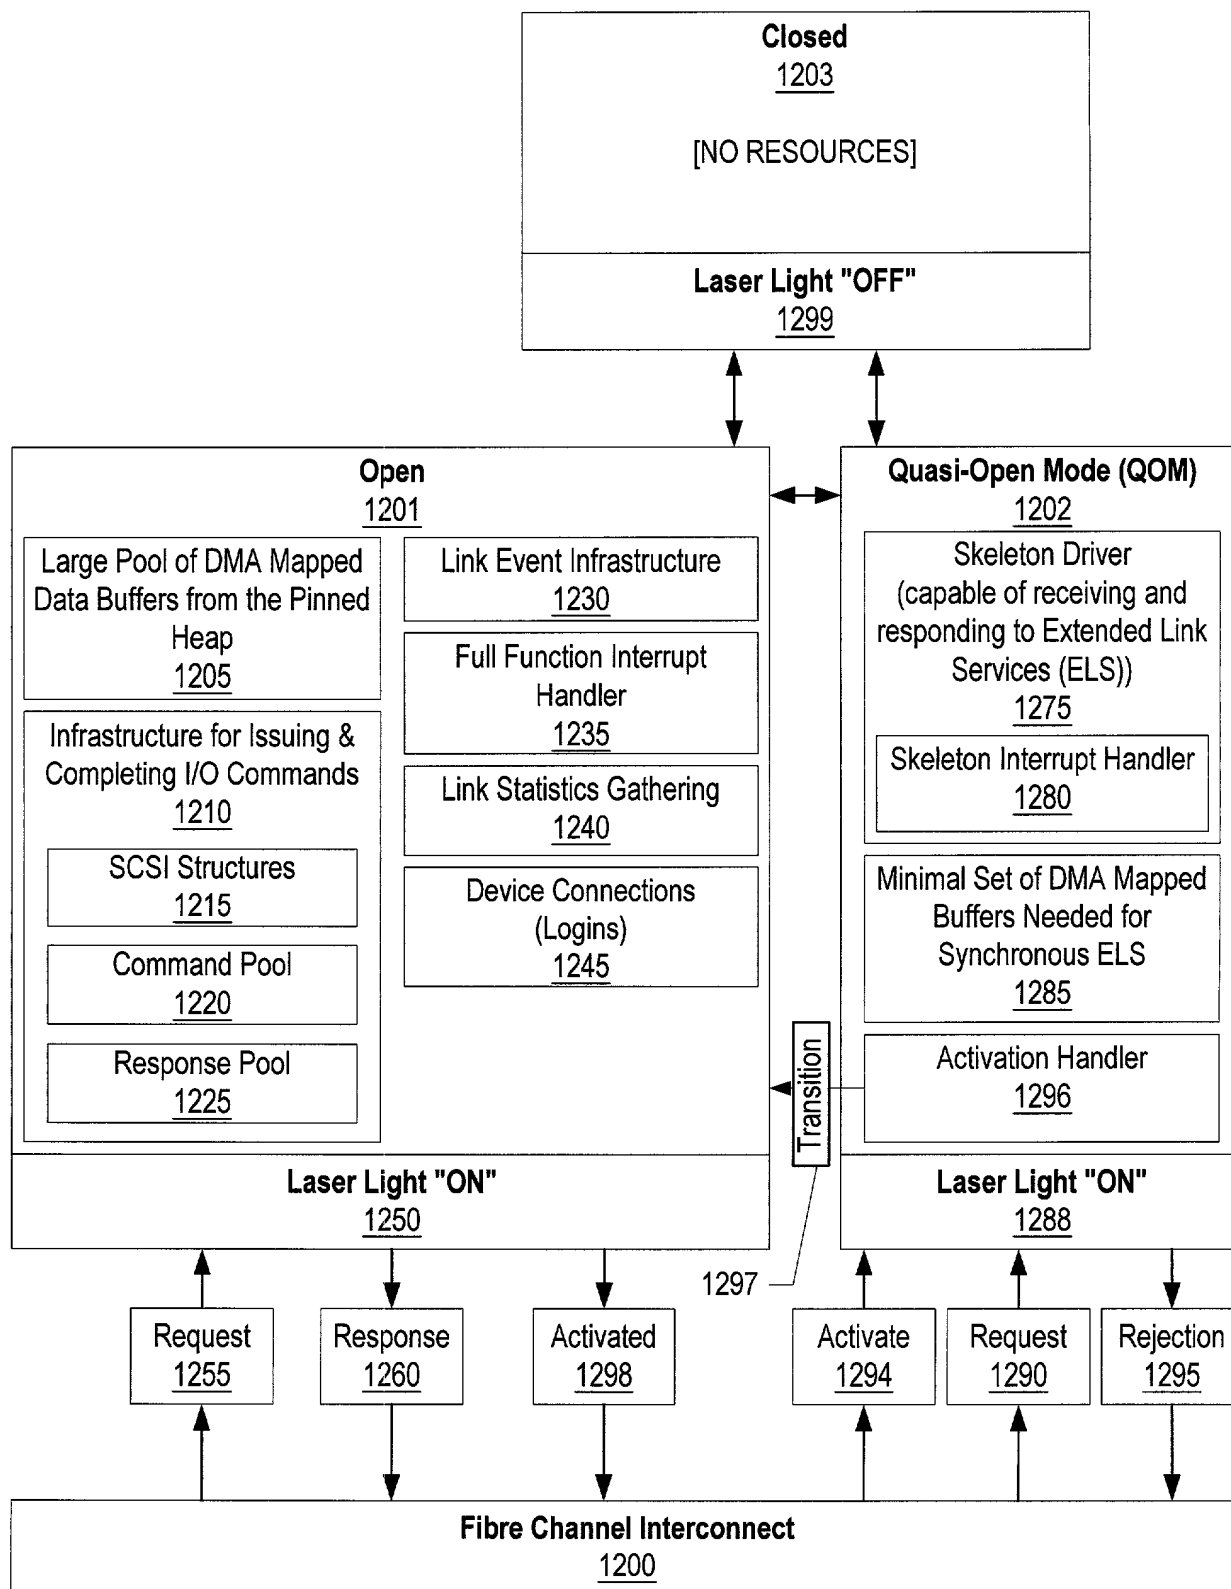 Closed
1203
[NO RESOURCES]
Laser Light "OFF"
1299
Open
1201
Large Pool of DMA Mapped
Data Buffers from the Pinned
Heap
1205
Infrastructure for Issuing &
Completing I/O Commands
1210
SCSI Structures
1215
Command Pool
1220
Response Pool
1225
Link Event Infrastructure
1230
Full Function Interrupt
Handler
1235
Link Statistics Gathering
1240
Device Connections
(Logins)
1245
Laser Light "ON"
1250
Quasi-Open Mode (QOM)
1202
Skeleton Driver
(capable of receiving and
responding to Extended Link
Services (ELS))
1275
Skeleton Interrupt Handler
1280
Minimal Set of DMA Mapped
Buffers Needed for
Synchronous ELS
1285
Activation Handler
1296
Transition
Laser Light "ON"
1288
1297
Request
1255
Response
1260
Activated
1298
Activate
1294
Request
1290
Rejection
1295
Fibre Channel Interconnect
1200